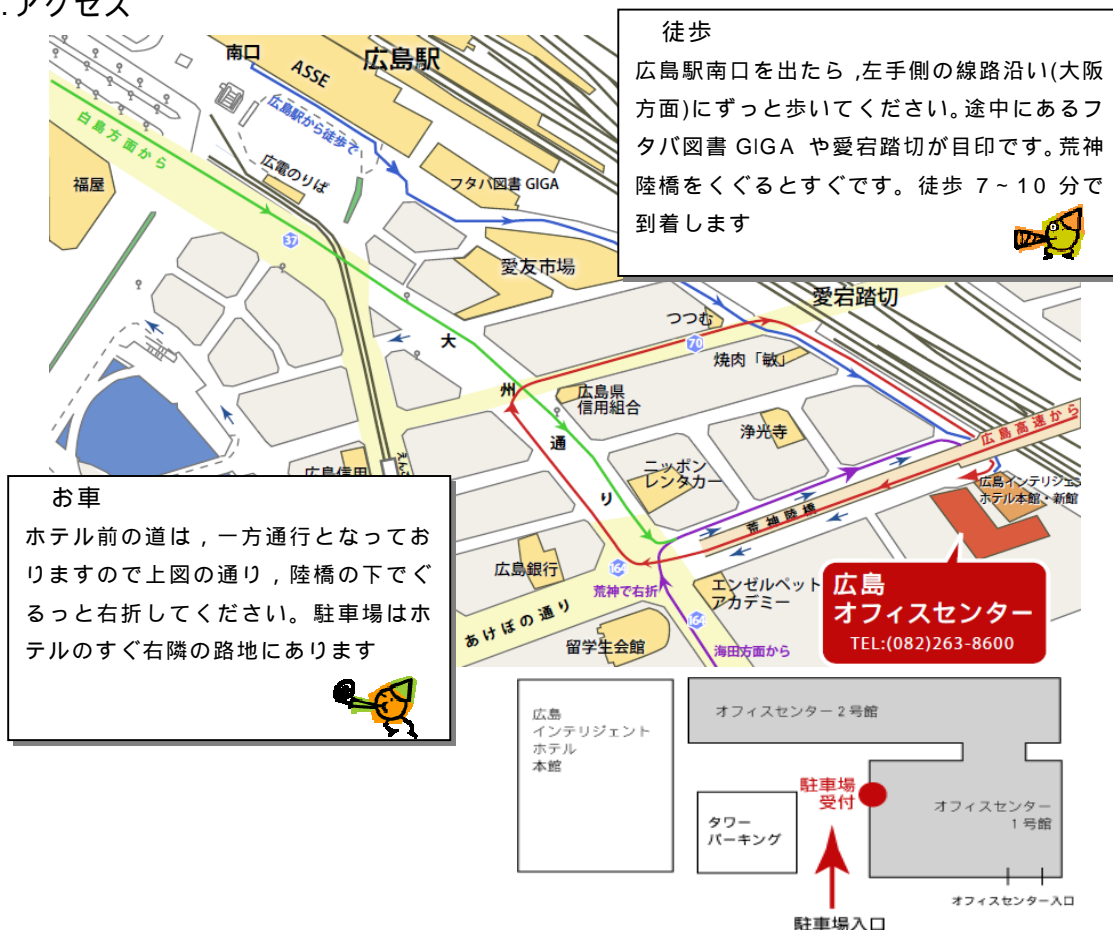 .アクセス
徒歩
広島駅南口を出たら,左手側の線路沿い(大阪
方面)にずっと歩いてください。途中にあるフ
タバ図書 GIGA や愛宕踏切が目印です。荒神
陸橋をくぐるとすぐです。徒歩 7~10 分で
到着します
南口
ASSE
広島駅
広島駅から徒歩で
白島方面から
福屋
広電のりば
フタバ図書 GIGA
37
愛友市場
愛宕踏切
つつむ
70
焼肉「敏」
大州通り
広島県
信用組合
浄光寺
広島高速から
ニッポン
レンタカー
広島信用
えん
荒神陸橋
広島インテリジェン
ホテル本館・新館
お車
ホテル前の道は,一方通行となってお
りますので上図の通り,陸橋の下でぐ
るっと右折してください。駐車場はホ
テルのすぐ右隣の路地にあります
広島銀行
164
荒神で右折
エンゼルペット
アカデミー
あけぼの通り
164
留学生会館
海田方面から
広島
オフィスセンター
TEL:(082)263-8600
広島
インテリジェント
ホテル
本館
オフィスセンター2号館
駐車場
受付
タワー
パーキング
オフィスセンター
1号館
オフィスセンター入口
駐車場入口